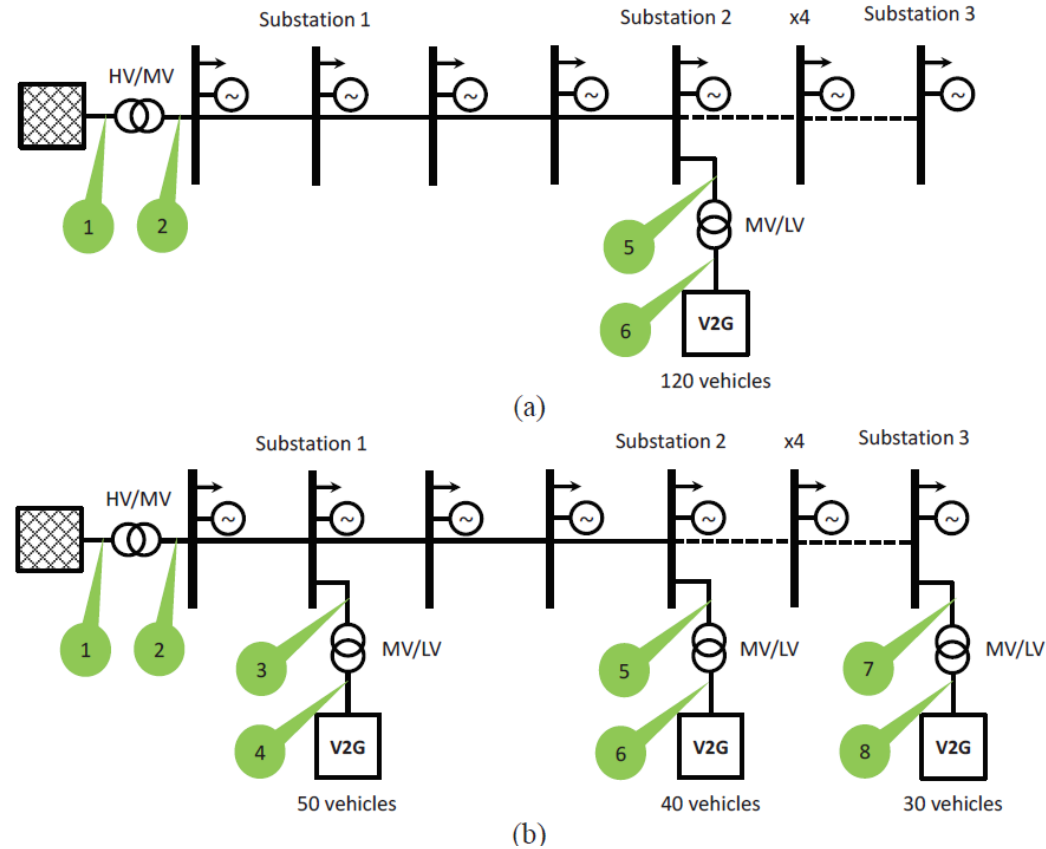 Substation 1 Substation 2 x4 Substation 3
HV/MV
~ ~ ~ ~ ~ ~ ~
1 2 5 MV/LV
6 V2G
120 vehicles
(a)
Substation 1 Substation 2 x4 Substation 3
HV/MV
~ ~ ~ ~ ~ ~ ~
1 2 3 MV/LV 5 MV/LV 7 MV/LV
4 V2G 6 V2G 8 V2G
50 vehicles 40 vehicles 30 vehicles
(b)